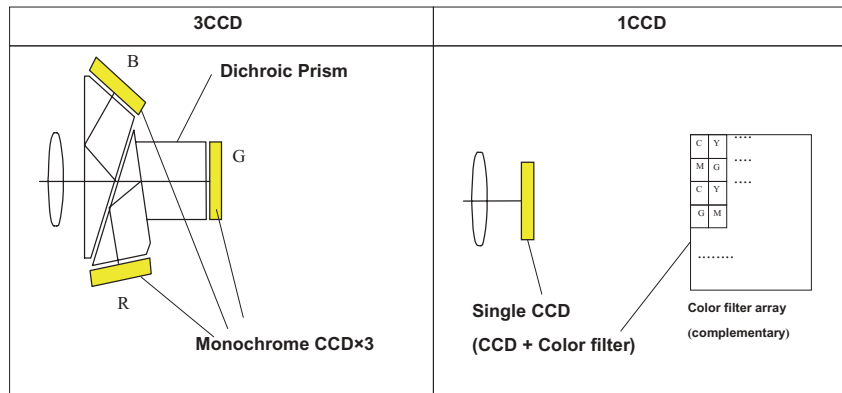 3CCD
1CCD
B
Dichroic Prism
G
R
Monochrome CCD×3
C Y ....
M G ....
C Y ....
G M
........
Single CCD
(CCD + Color filter)
Color filter array
(complementary)